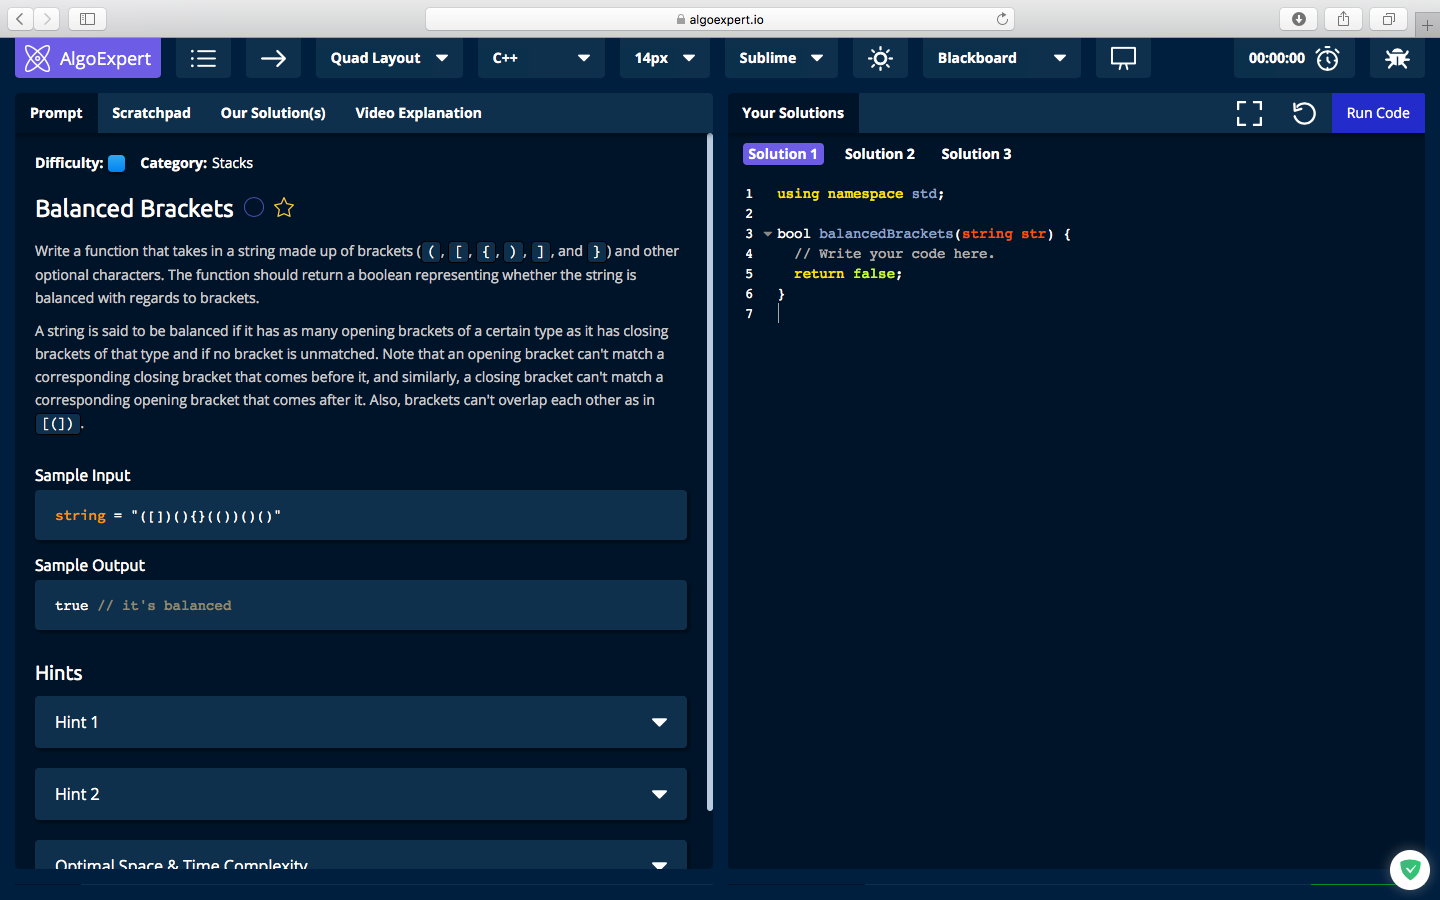 algoexpert.io
AlgoExpert
Quad Layout
C++
14px
Sublime
Blackboard
00:00:00
Prompt
Scratchpad
Our Solution(s)
Video Explanation
Difficulty:
Category: Stacks
Balanced Brackets
Write a function that takes in a string made up of brackets ( (, [, {, ), ], and } ) and other
optional characters. The function should return a boolean representing whether the string is
balanced with regards to brackets.
A string is said to be balanced if it has as many opening brackets of a certain type as it has closing
brackets of that type and if no bracket is unmatched. Note that an opening bracket can't match a
corresponding closing bracket that comes before it, and similarly, a closing bracket can't match a
corresponding opening bracket that comes after it. Also, brackets can't overlap each other as in
[(]).
Sample Input
string = "([])(){}(())()()"
Sample Output
true // it's balanced
Hints
Hint 1
Hint 2
Optimal Space & Time Complexity
Your Solutions
Run Code
Solution 1
Solution 2
Solution 3
1 using namespace std;
2
3 bool balancedBrackets(string str) {
4 // Write your code here.
5 return false;
6 }
7